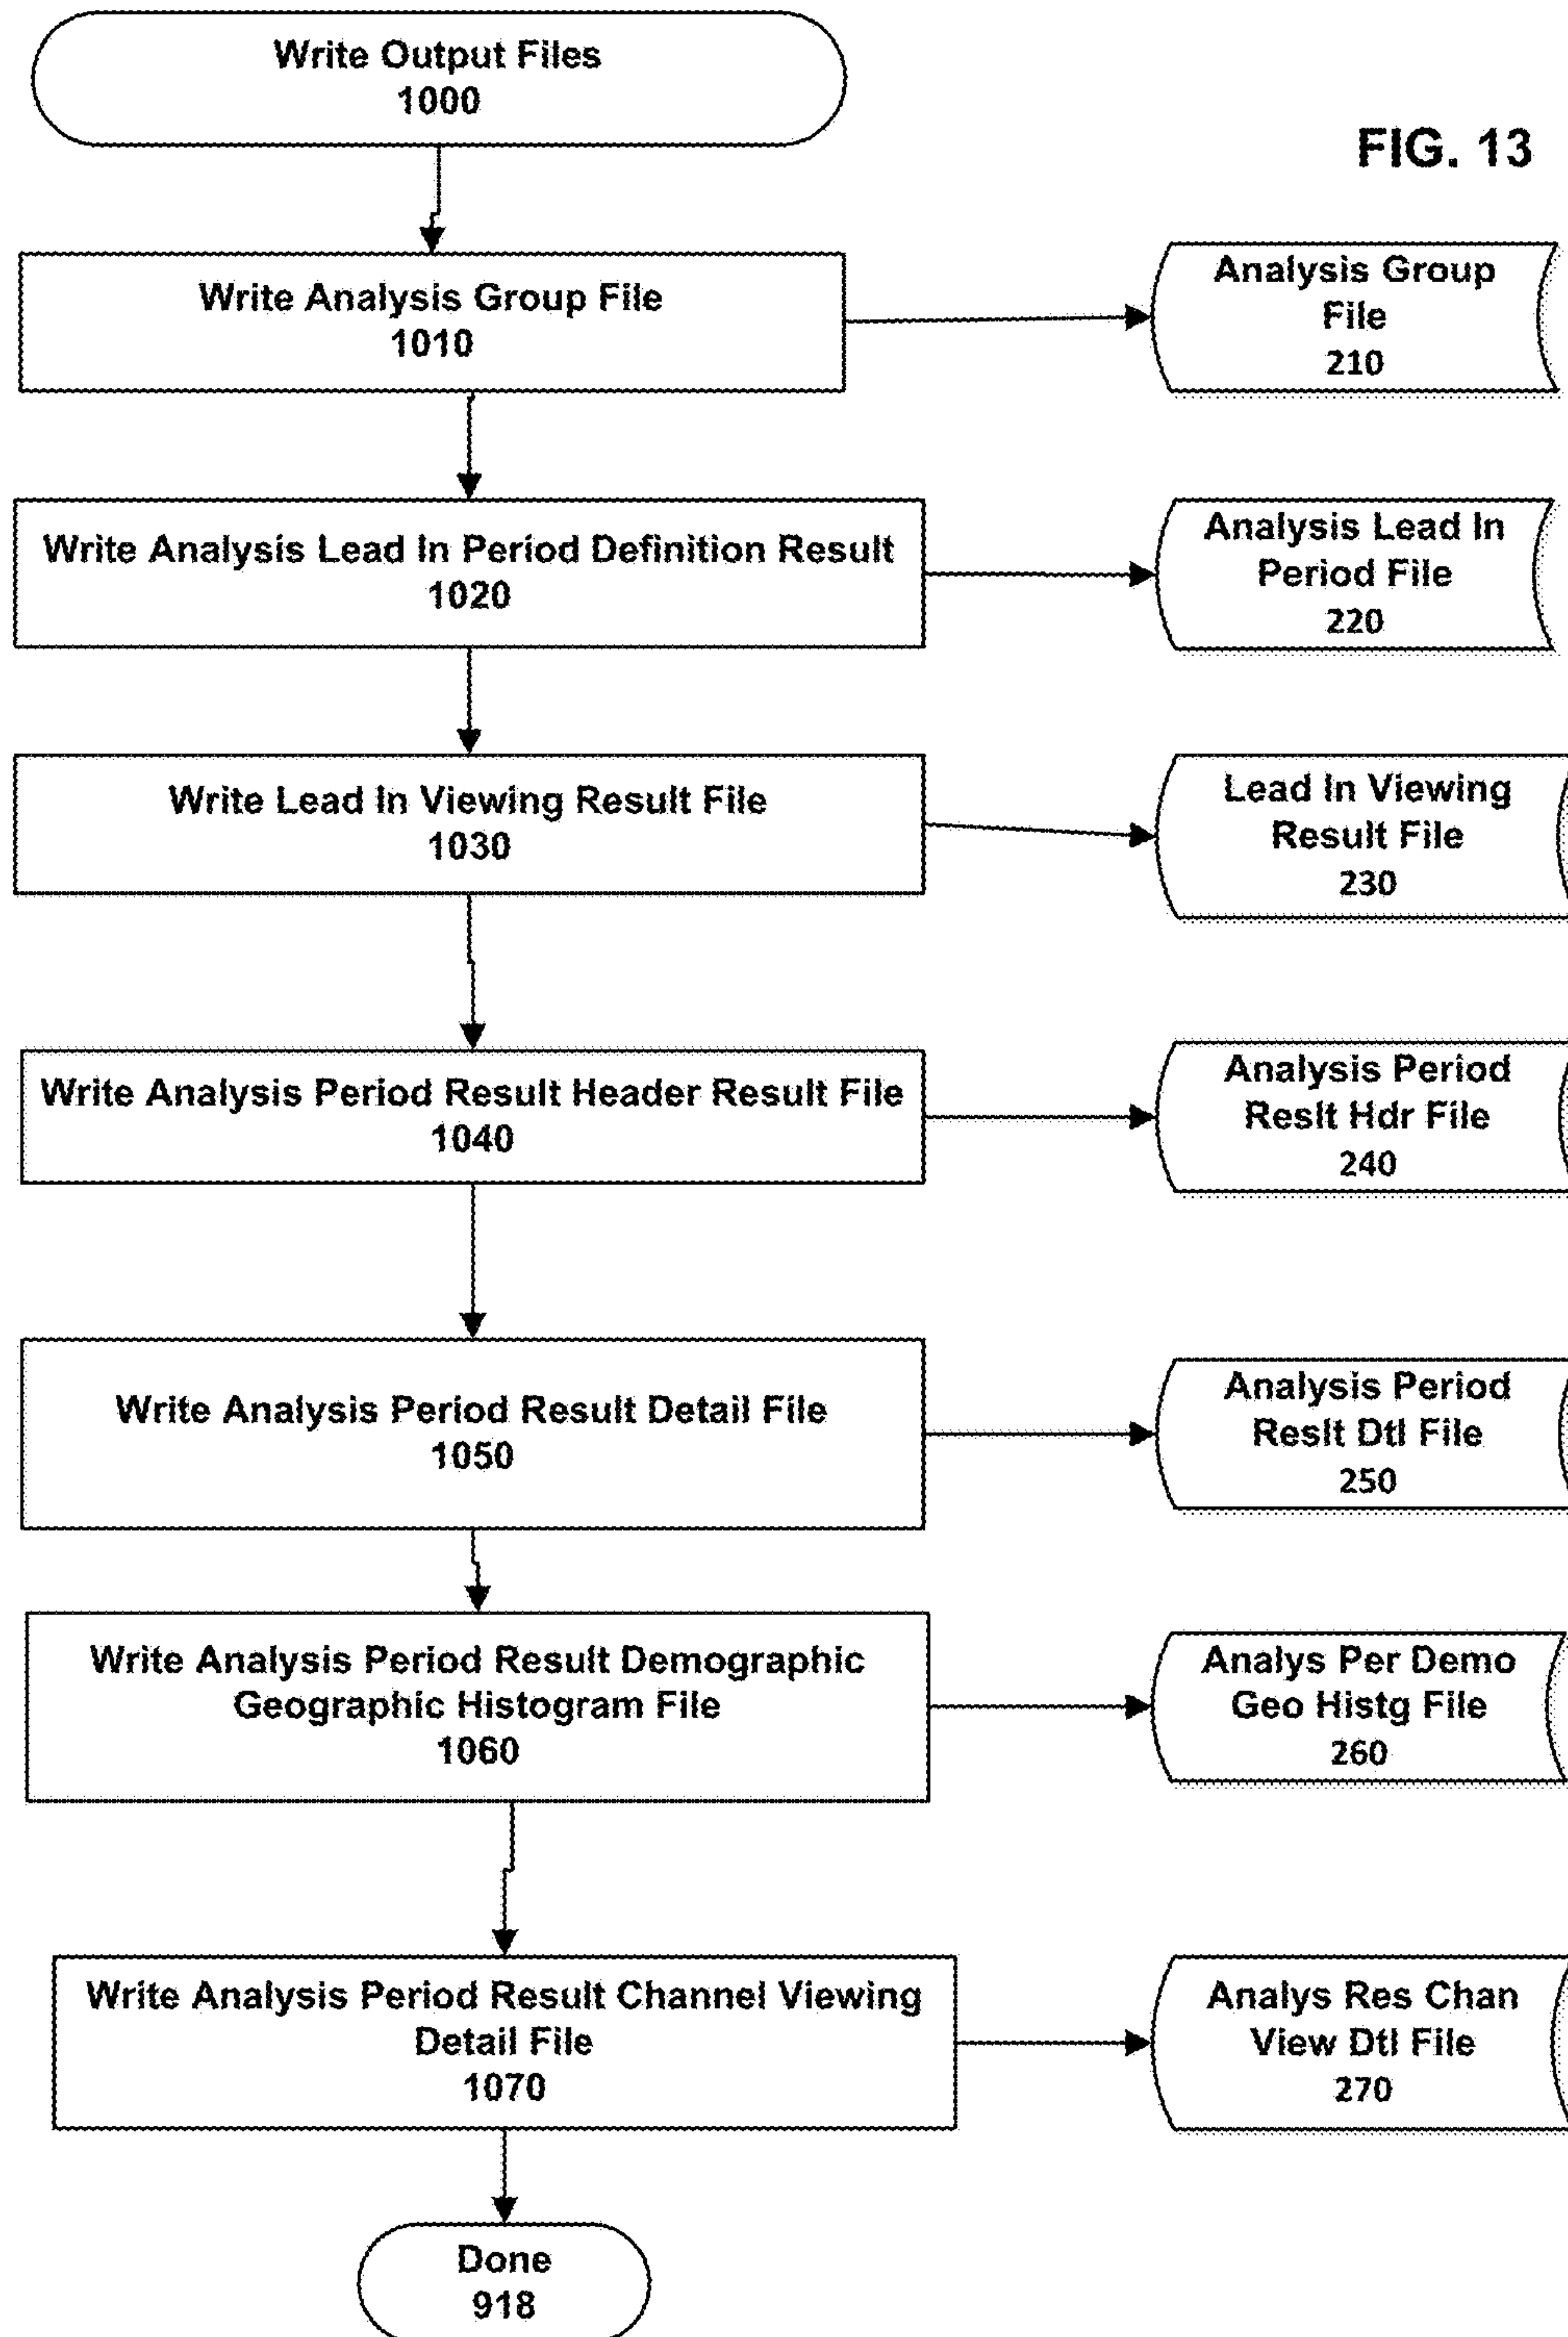 Write Output Files
1000
FIG. 13
Write Analysis Group File
1010
Analysis Group
File
210
Write Analysis Lead In Period Definition Result
1020
Analysis Lead In
Period File
220
Write Lead In Viewing Result File
1030
Lead In Viewing
Result File
230
Write Analysis Period Result Header Result File
1040
Analysis Period
Reslt Hdr File
240
Write Analysis Period Result Detail File
1050
Analysis Period
Reslt Dtl File
250
Write Analysis Period Result Demographic
Geographic Histogram File
1060
Analys Per Demo
Geo Histg File
260
Write Analysis Period Result Channel Viewing
Detail File
1070
Analys Res Chan
View Dtl File
270
Done
918